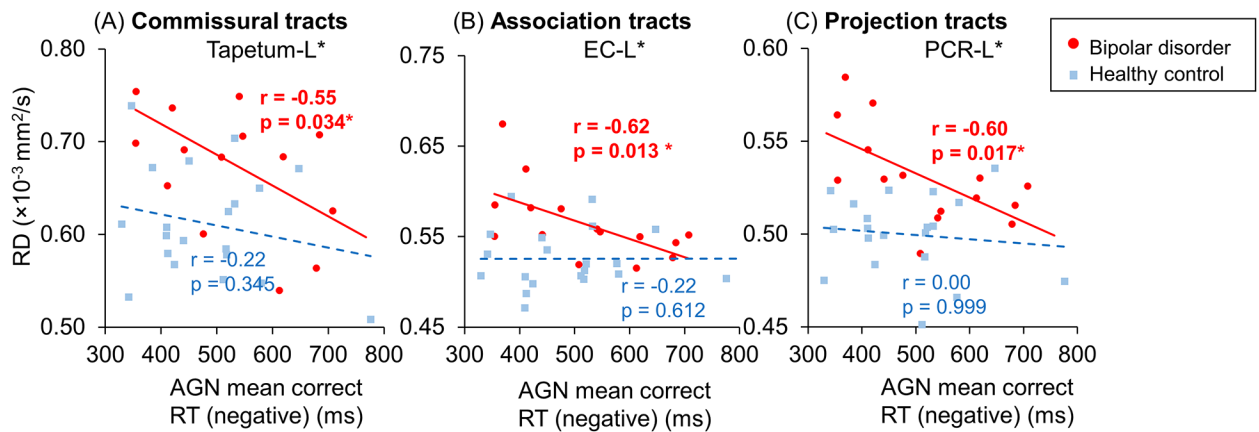 (A) Commissural tracts
Tapetum-L*
RD (×10⁻³ mm²/s)
0.80
0.70
0.60
0.50
r = -0.55
p = 0.034*
r = -0.22
p = 0.345
300 400 500 600 700 800
AGN mean correct
RT (negative) (ms)
(B) Association tracts
EC-L*
0.75
0.65
0.55
0.45
r = -0.62
p = 0.013 *
r = -0.22
p = 0.612
300 400 500 600 700 800
AGN mean correct
RT (negative) (ms)
(C) Projection tracts
PCR-L*
0.60
0.55
0.50
0.45
r = -0.60
p = 0.017*
r = 0.00
p = 0.999
300 400 500 600 700 800
AGN mean correct
RT (negative) (ms)
Bipolar disorder
Healthy control